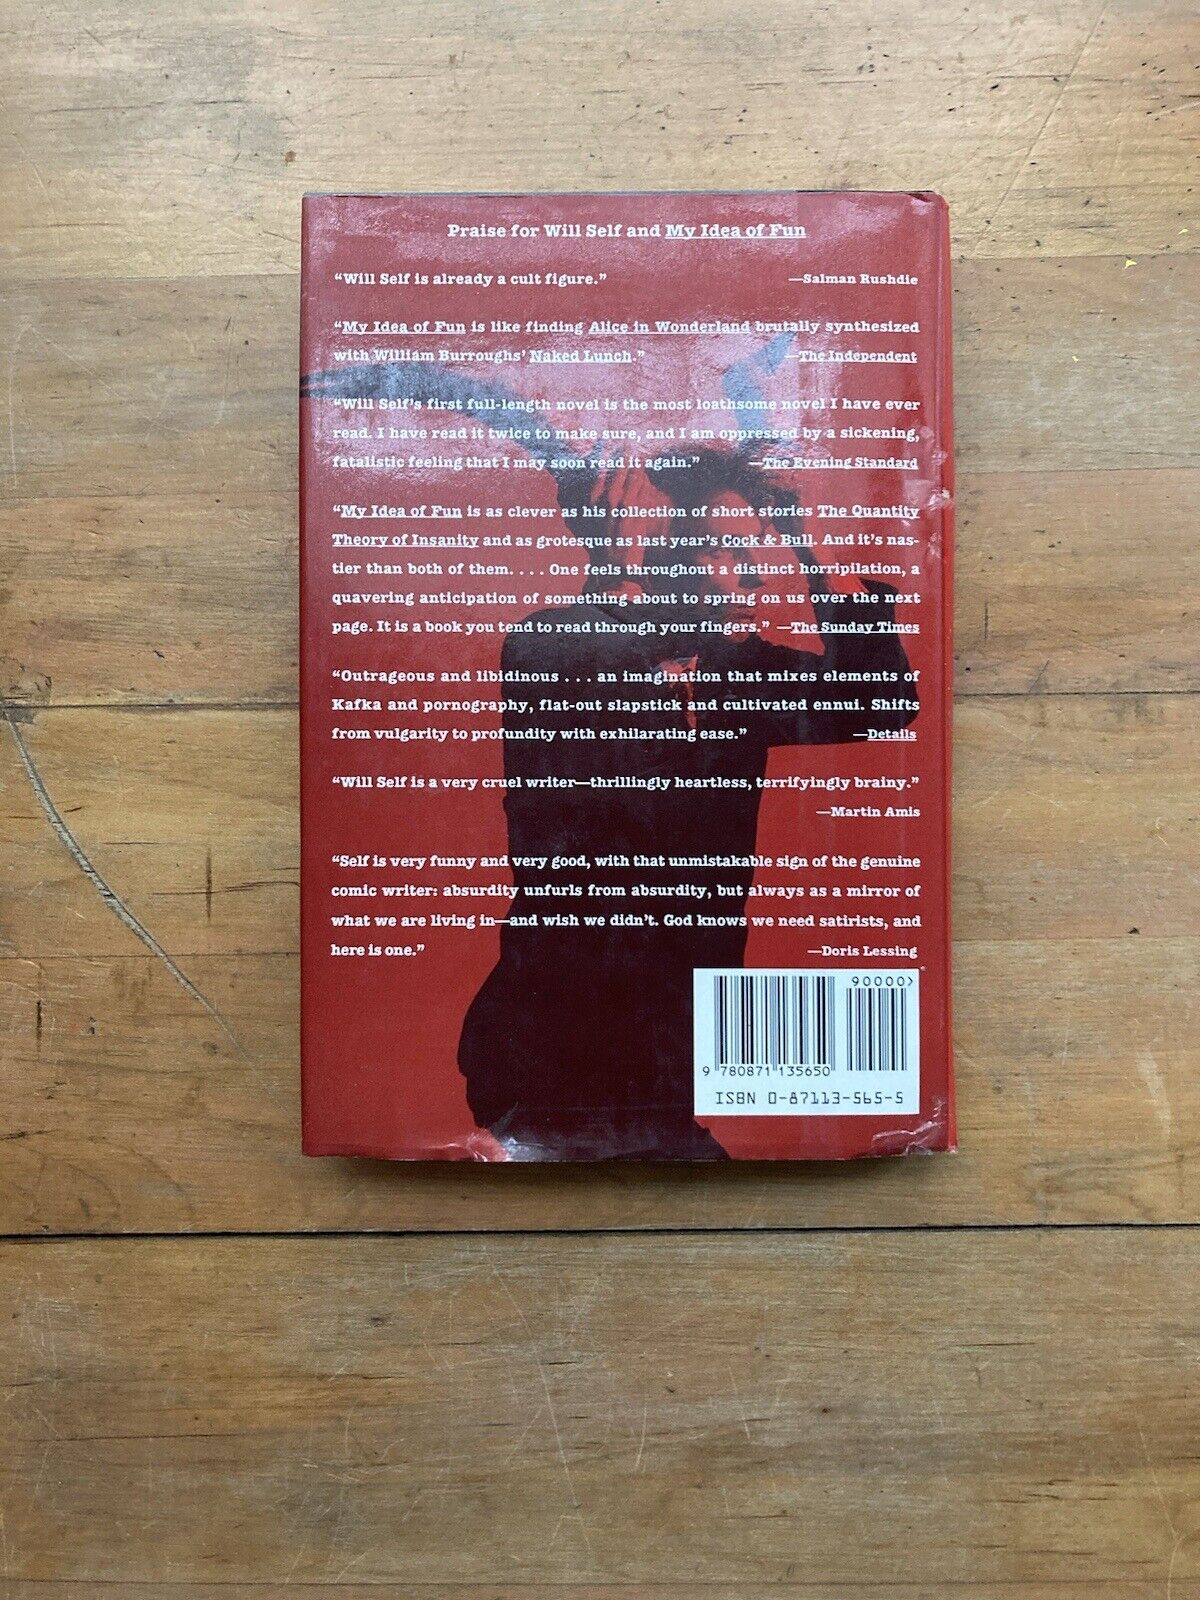 Praise for Will Self and My Idea of Fun
“Will Self is already a cult figure.” —Salman Rushdie
“My Idea of Fun is like finding Alice in Wonderland brutally synthesized
with William Burroughs’ Naked Lunch.” —The Independent
“Will Self’s first full-length novel is the most loathsome novel I have ever
read. I have read it twice to make sure, and I am oppressed by a sickening,
fatalistic feeling that I may soon read it again.” —The Evening Standard
“My Idea of Fun is as clever as his collection of short stories The Quantity
Theory of Insanity and as grotesque as last year’s Cock & Bull. And it’s nas-
tier than both of them. . . . One feels throughout a distinct horripilation, a
quavering anticipation of something about to spring on us over the next
page. It is a book you tend to read through your fingers.” —The Sunday Times
“Outrageous and libidinous . . . an imagination that mixes elements of
Kafka and pornography, flat-out slapstick and cultivated ennui. Shifts
from vulgarity to profundity with exhilarating ease.” —Details
“Will Self is a very cruel writer—thrillingly heartless, terrifyingly brainy.”
—Martin Amis
“Self is very funny and very good, with that unmistakable sign of the genuine
comic writer: absurdity unfurls from absurdity, but always as a mirror of
what we are living in—and wish we didn’t. God knows we need satirists, and
here is one.” —Doris Lessing
90000>
9 780871 135650
ISBN 0-87113-565-5